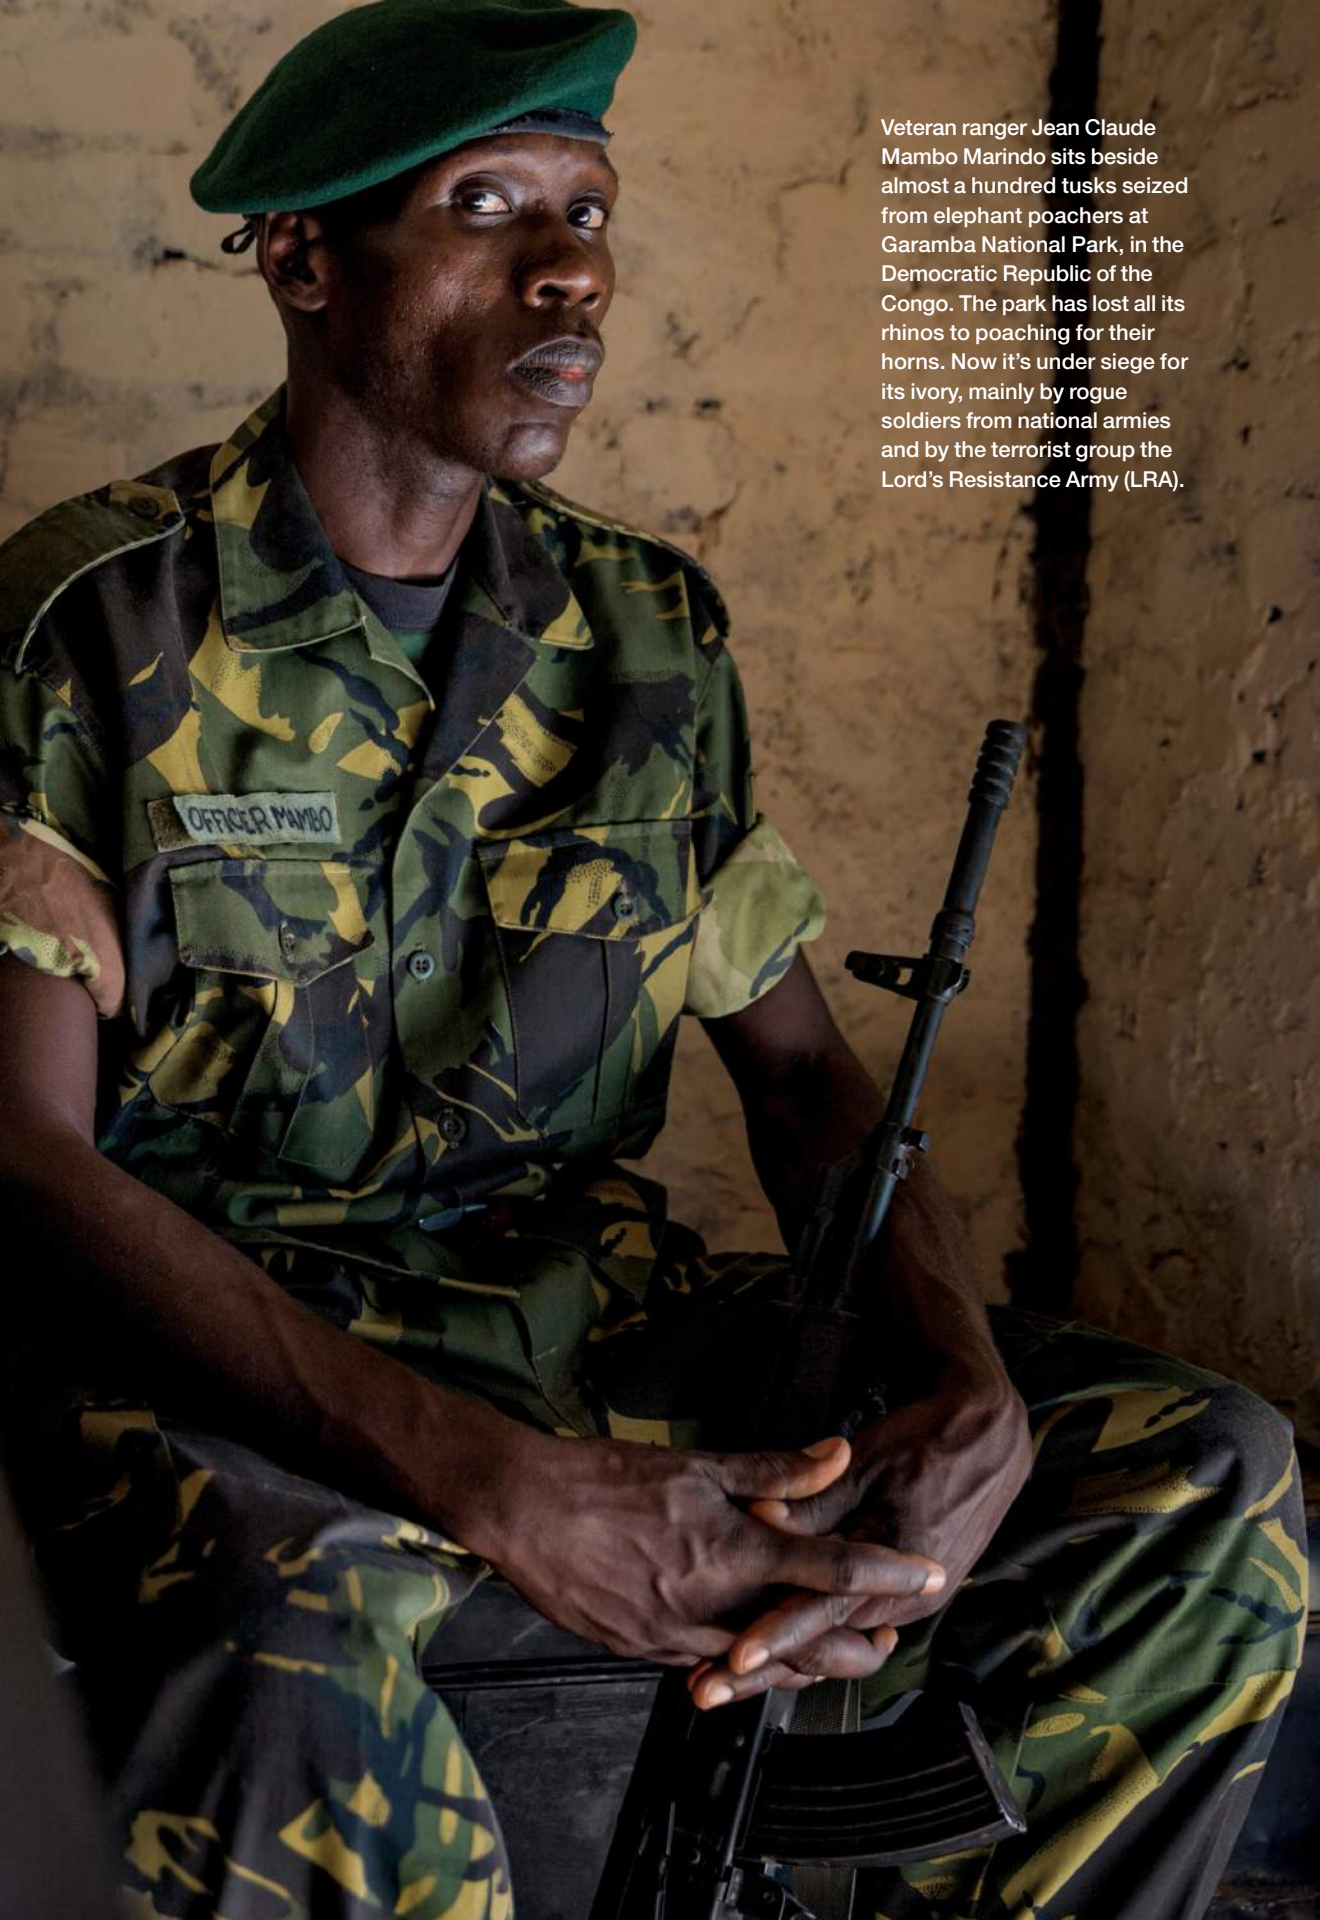 Veteran ranger Jean Claude
Mambo Marindo sits beside
almost a hundred tusks seized
from elephant poachers at
Garamba National Park, in the
Democratic Republic of the
Congo. The park has lost all its
rhinos to poaching for their
horns. Now it’s under siege for
its ivory, mainly by rogue
soldiers from national armies
and by the terrorist group the
Lord’s Resistance Army (LRA).
OFFICER MAMBO